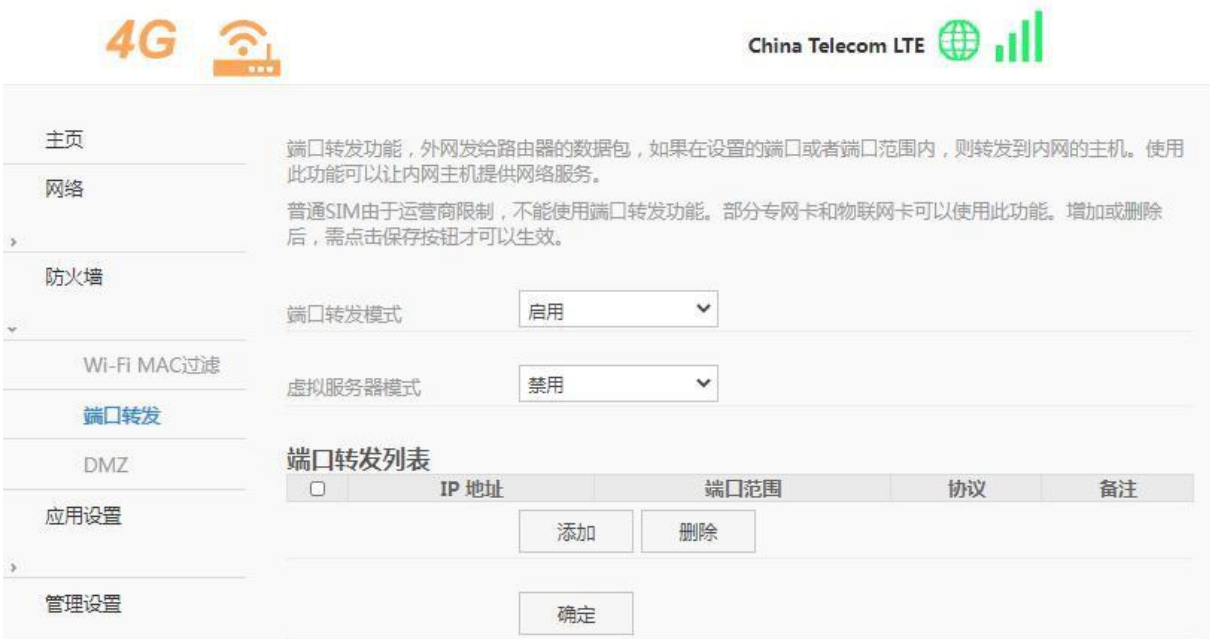 4G
China Telecom LTE
主页
网络
防火墙
Wi-Fi MAC过滤
端口转发
DMZ
应用设置
管理设置
端口转发功能，外网发给路由器的数据包，如果在设置的端口或者端口范围内，则转发到内网的主机。使用
此功能可以让内网主机提供网络服务。
普通SIM由于运营商限制，不能使用端口转发功能。部分专网卡和物联网卡可以使用此功能。增加或删除
后，需点击保存按钮才可以生效。
端口转发模式 启用
虚拟服务器模式 禁用
端口转发列表
IP 地址 端口范围 协议 备注
添加 删除
确定